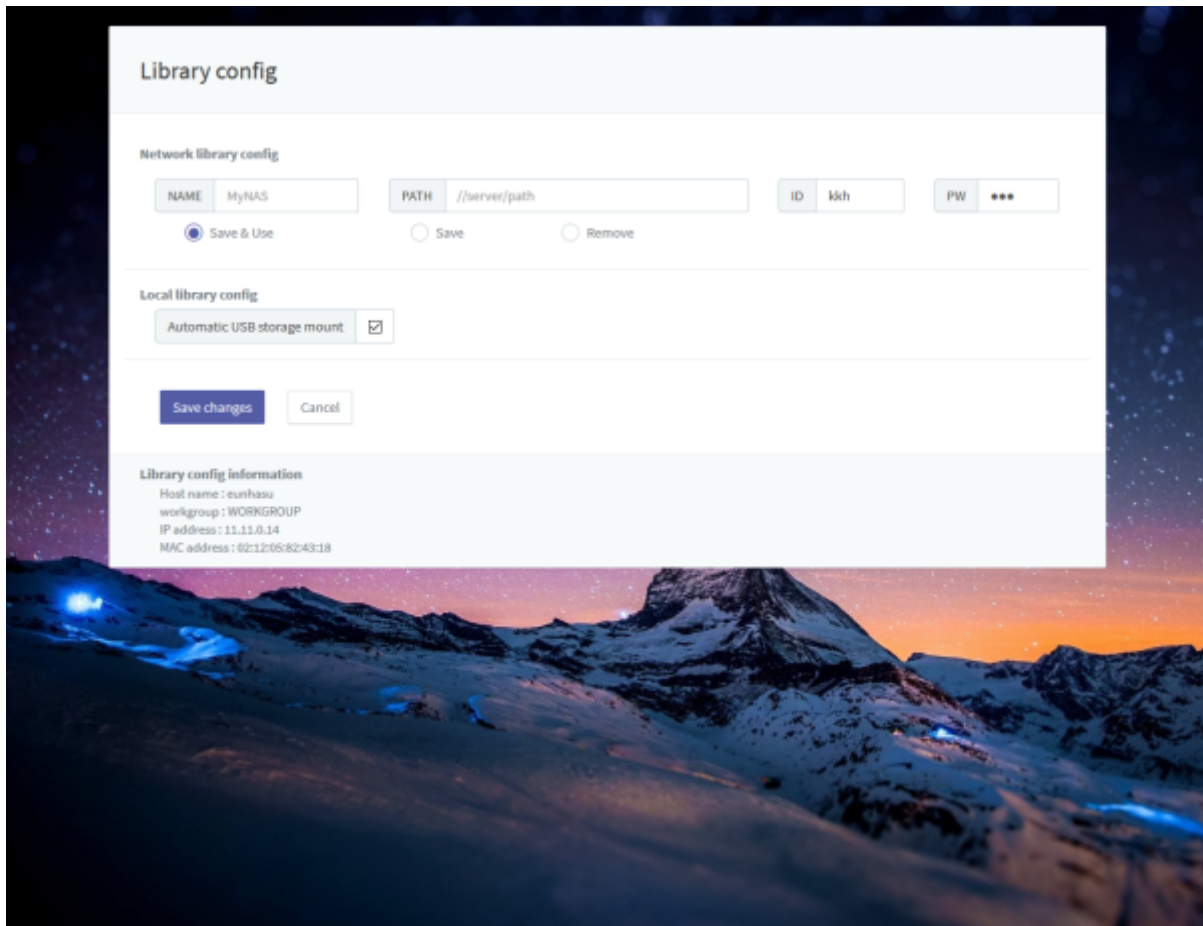 Library config
Network library config
NAME MyNAS PATH //server/path ID kkh PW •••
Save & Use Save Remove
Local library config
Automatic USB storage mount
Save changes Cancel
Library config information
Host name : eunhasu
workgroup : WORKGROUP
IP address : 11.11.0.14
MAC address : 02:12:05:82:43:18